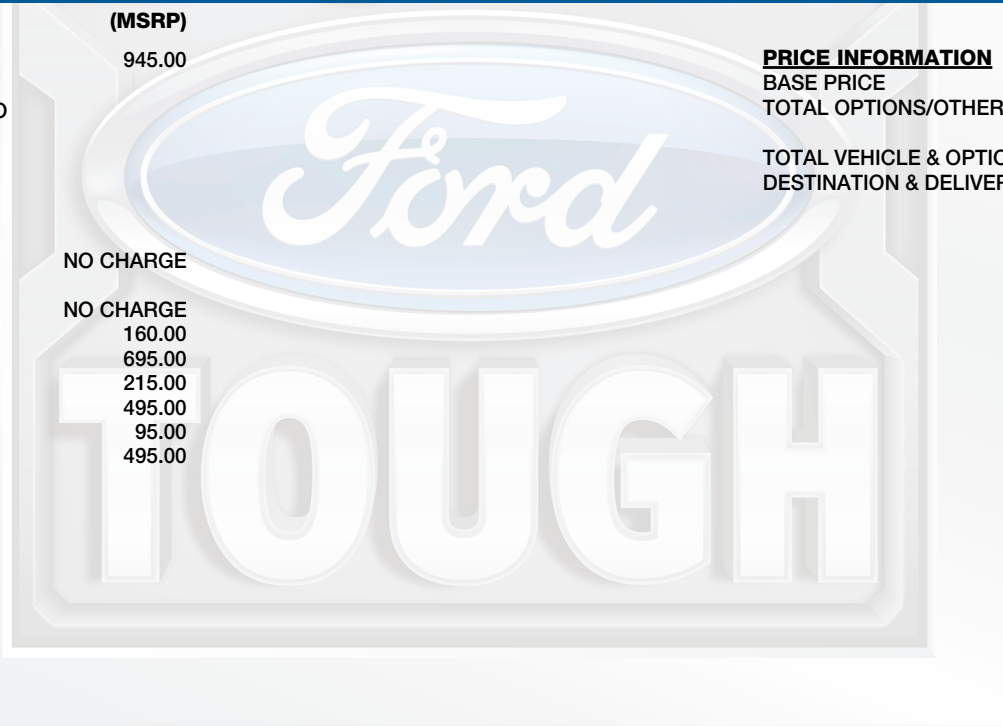 (MSRP)
945.00
NO CHARGE
NO CHARGE
160.00
695.00
215.00
495.00
95.00
495.00
PRICE INFORMATION
BASE PRICE
TOTAL OPTIONS/OTHER
TOTAL VEHICLE & OPTIO
DESTINATION & DELIVER
Ford
TOUGH